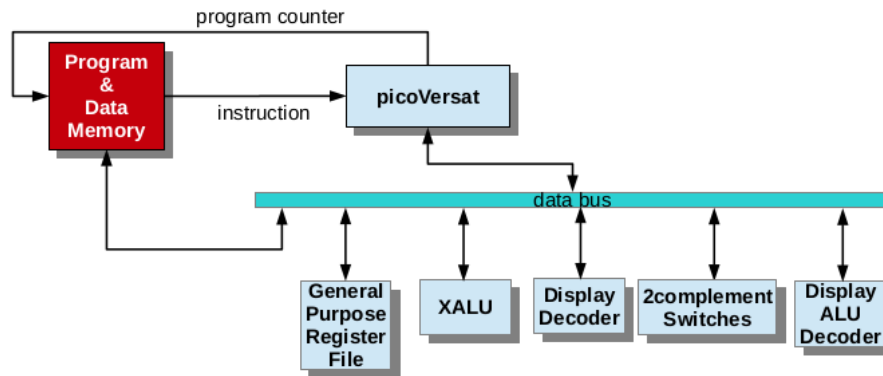 program counter
Program
&
Data
Memory
instruction
picoVersat
data bus
General
Purpose
Register
File
XALU
Display
Decoder
2complement
Switches
Display
ALU
Decoder